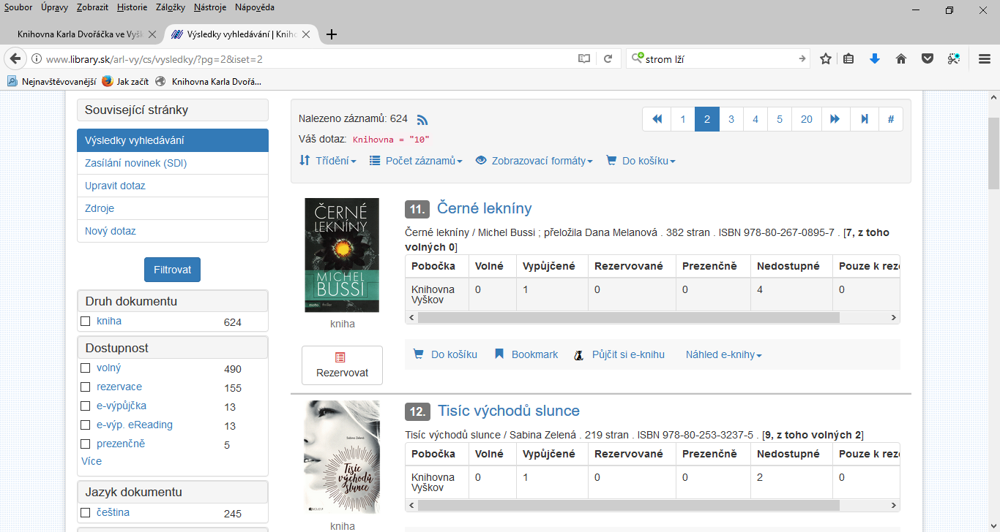 Soubor Úpravy Zobrazit Historie Záložky Nástroje Nápověda
Knihovna Karla Dvořáčka ve Vyšk
Výsledky vyhledávání | Kniho
www.library.sk/arl-vy/cs/vysledky/?pg=2&iset=2
strom lží
Nejnavštěvovanější Jak začít Knihovna Karla Dvořá...
Související stránky
Výsledky vyhledávání
Zasílání novinek (SDI)
Upravit dotaz
Zdroje
Nový dotaz
Filtrovat
Druh dokumentu
kniha 624
Dostupnost
volný 490
rezervace 155
e-výpůjčka 13
e-výp. eReading 13
prezenčně 5
Více
Jazyk dokumentu
čeština 245
Nalezeno záznamů: 624
1 2 3 4 5 20 #
Váš dotaz: Knihovna = "10"
Třídění Počet záznamů Zobrazovací formáty Do košíku
ČERNÉ
LEKNÍNY
MICHEL
BUSSI
kniha
Rezervovat
11. Černé lekníny
Černé lekníny / Michel Bussi ; přeložila Dana Melanová . 382 stran . ISBN 978-80-267-0895-7 . [7, z toho
volných 0]
Pobočka Volné Vypůjčené Rezervované Prezenčně Nedostupné Pouze k reze
Knihovna Vyškov 0 1 0 0 4 0
Do košíku Bookmark Půjčit si e-knihu Náhled e-knihy
Sabina Zelená
Tisíc
východů
slunce
kniha
12. Tisíc východů slunce
Tisíc východů slunce / Sabina Zelená . 219 stran . ISBN 978-80-253-3237-5 . [9, z toho volných 2]
Pobočka Volné Vypůjčené Rezervované Prezenčně Nedostupné Pouze k reze
Knihovna Vyškov 0 1 0 0 2 0